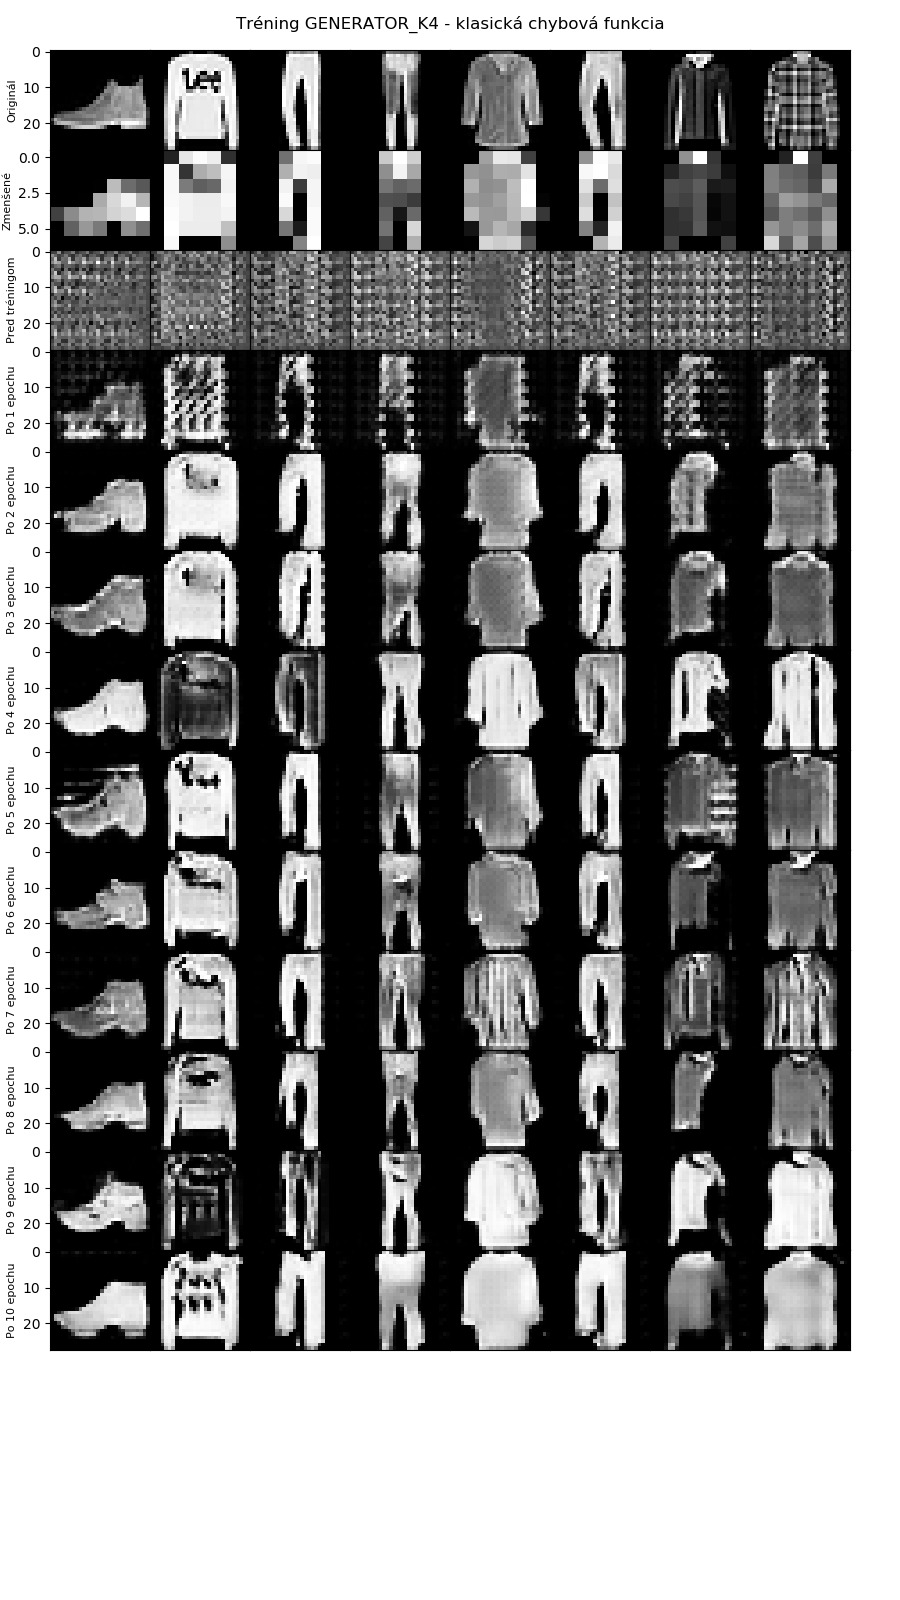 Tréning GENERATOR_K4 - klasická chybová funkcia
0
10
20
Originál
Lee
0.0
2.5
5.0
Zmenšené
0
10
20
Pred tréningom
0
10
20
Po 1 epochu
0
10
20
Po 2 epochu
0
10
20
Po 3 epochu
0
10
20
Po 4 epochu
0
10
20
Po 5 epochu
0
10
20
Po 6 epochu
0
10
20
Po 7 epochu
0
10
20
Po 8 epochu
0
10
20
Po 9 epochu
0
10
20
Po 10 epochu